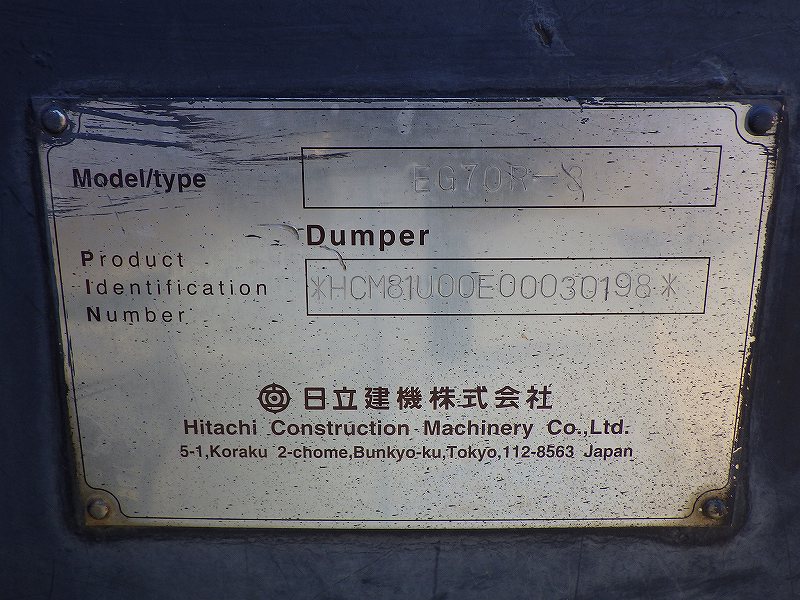 Model/type EG70R-3
Dumper
Product
Identification *HCM81U00E00030198*
Number
日立建機株式会社
Hitachi Construction Machinery Co.,Ltd.
5-1,Koraku 2-chome,Bunkyo-ku,Tokyo,112-8563 Japan